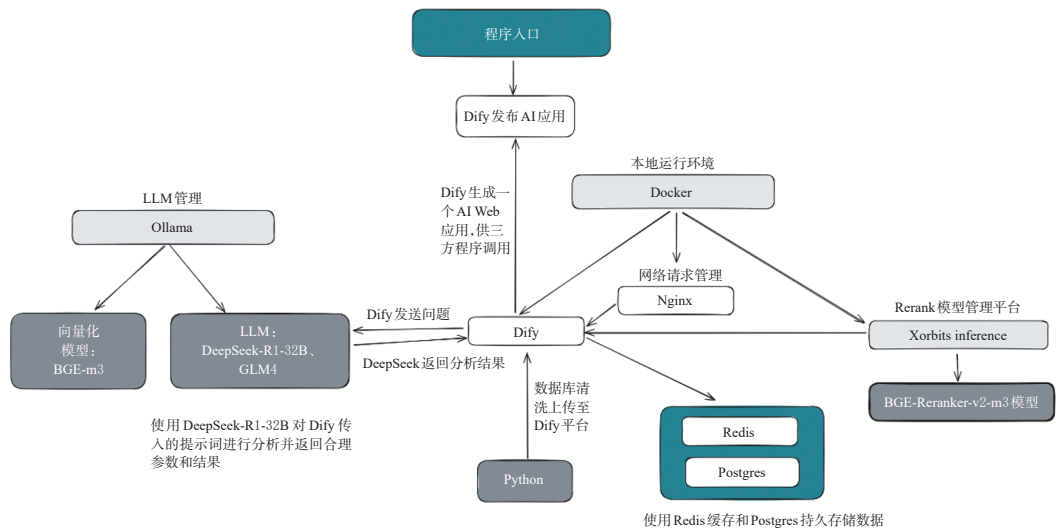 程序入口
Dify发布AI应用
Dify生成一
个AI Web
应用,供三
方程序调用
本地运行环境
Docker
LLM管理
Ollama
网络请求管理
Nginx
向量化
模型：
BGE-m3
LLM：
DeepSeek-R1-32B、
GLM4
Dify发送问题
DeepSeek返回分析结果
Dify
Rerank模型管理平台
Xorbits inference
BGE-Reranker-v2-m3模型
使用DeepSeek-R1-32B对Dify传
入的提示词进行分析并返回合理
参数和结果
数据库清
洗上传至
Dify平台
Python
Redis
Postgres
使用Redis缓存和Postgres持久存储数据